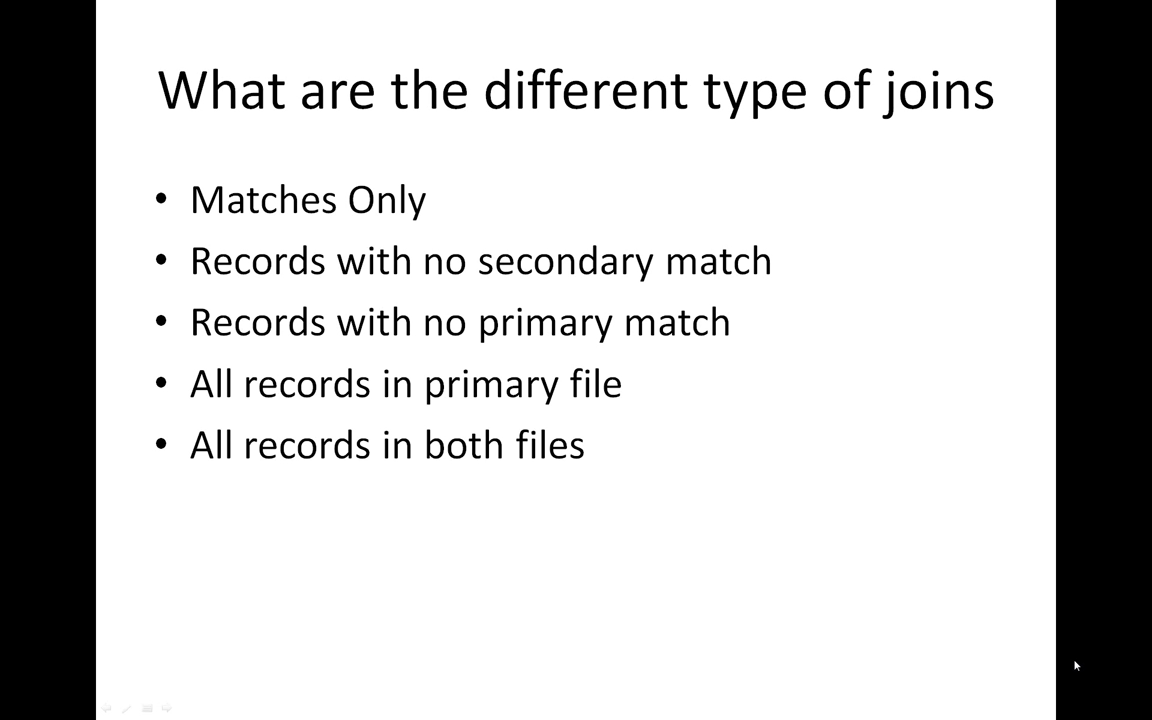 What are the different type of joins
• Matches Only
• Records with no secondary match
• Records with no primary match
• All records in primary file
• All records in both files